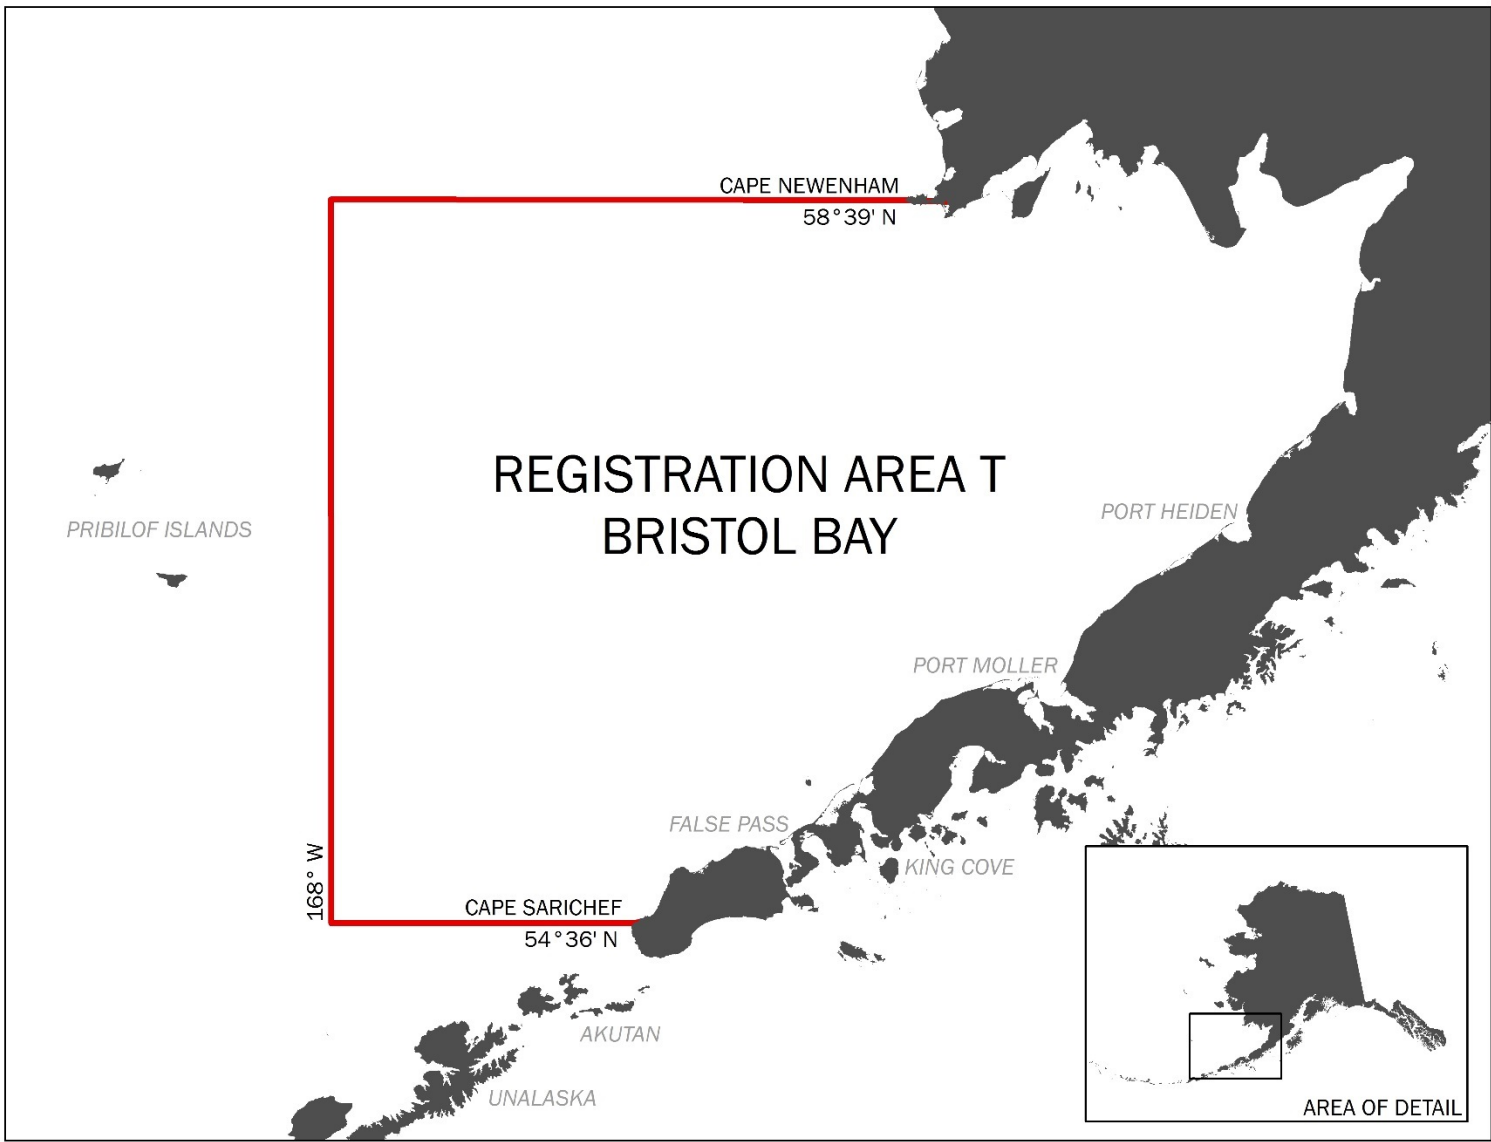 CAPE NEWENHAM
58°39' N
REGISTRATION AREA T
BRISTOL BAY
PRIBILOF ISLANDS
PORT HEIDEN
PORT MOLLER
FALSE PASS
KING COVE
168° W
CAPE SARICHEF
54°36' N
AKUTAN
UNALASKA
AREA OF DETAIL